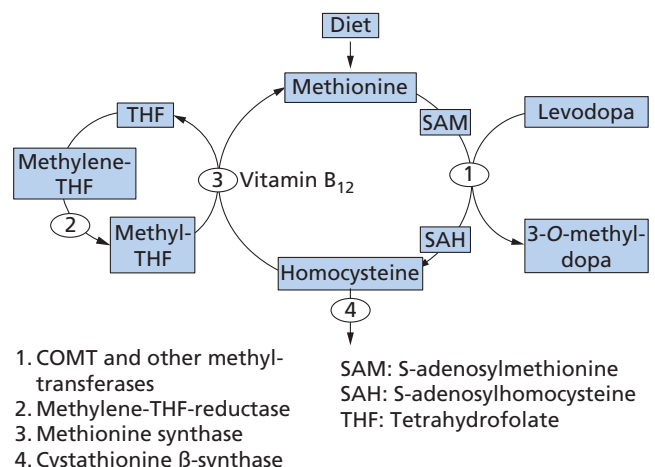 Diet
Methionine
THF
SAM
Levodopa
Methylene-
THF
3 Vitamin B12
1
2
Methyl-
THF
SAH
3-O-methyl-
dopa
Homocysteine
4
1. COMT and other methyl-
transferases
2. Methylene-THF-reductase
3. Methionine synthase
4. Cystathionine ß-synthase
SAM: S-adenosylmethionine
SAH: S-adenosylhomocysteine
THF: Tetrahydrofolate